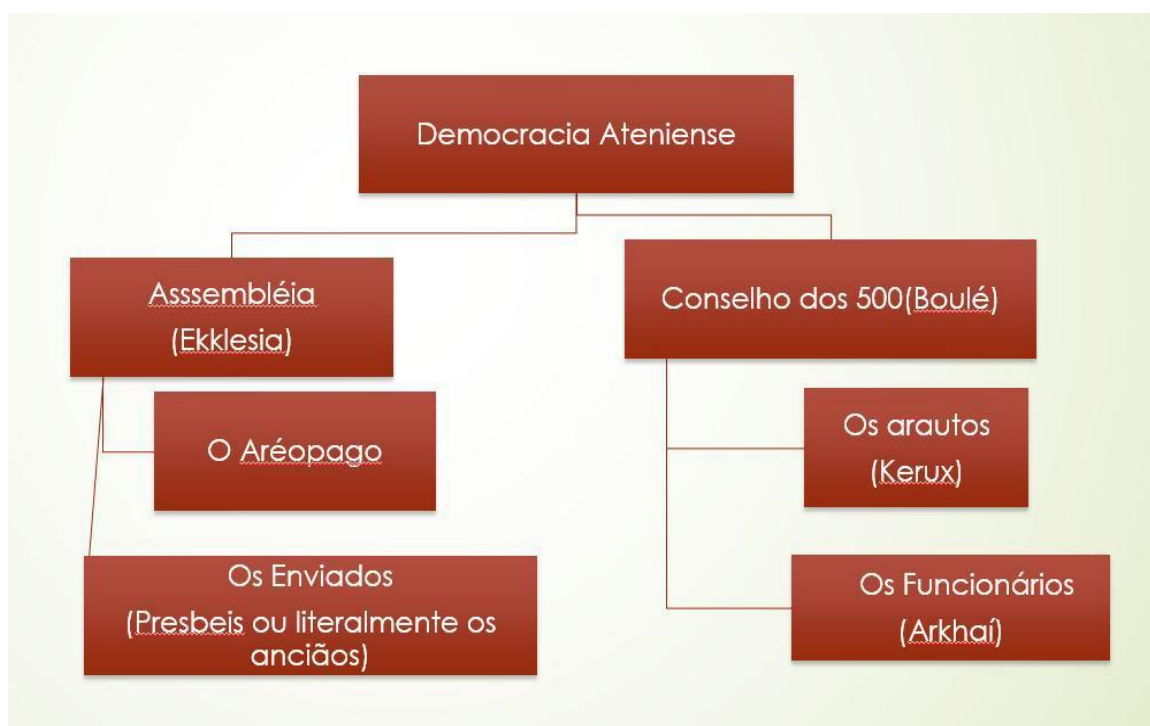 Democracia Ateniense
Asssembléia
(Ekklesia)
Conselho dos 500(Boulé)
O Aréopago
Os arautos
(Kerux)
Os Enviados
(Presbeis ou literalmente os
anciãos)
Os Funcionários
(Arkhaí)